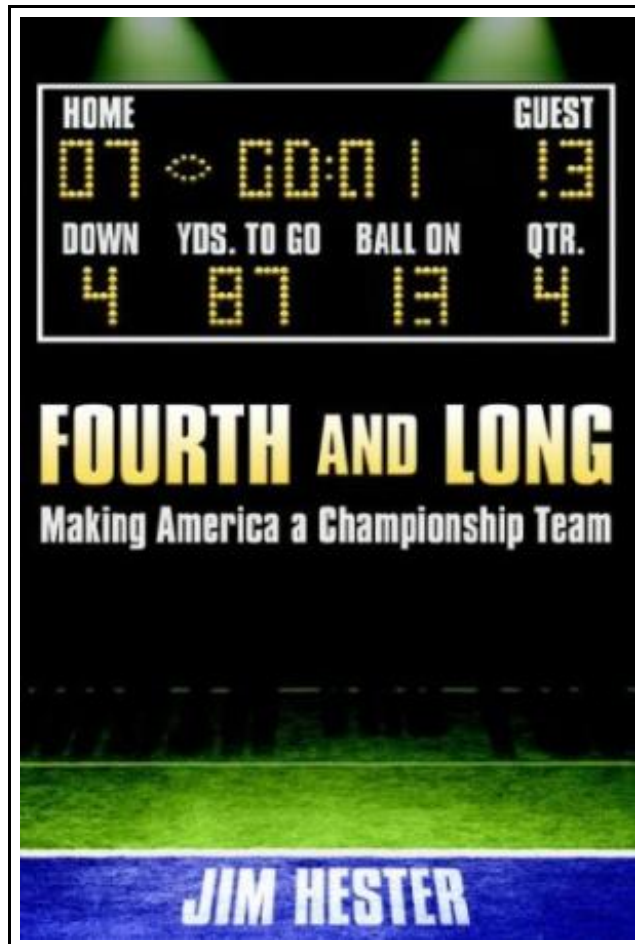 HOME GUEST
07 00:01 13
DOWN YDS. TO GO BALL ON QTR.
4 87 13 4
FOURTH AND LONG
Making America a Championship Team
JIM HESTER